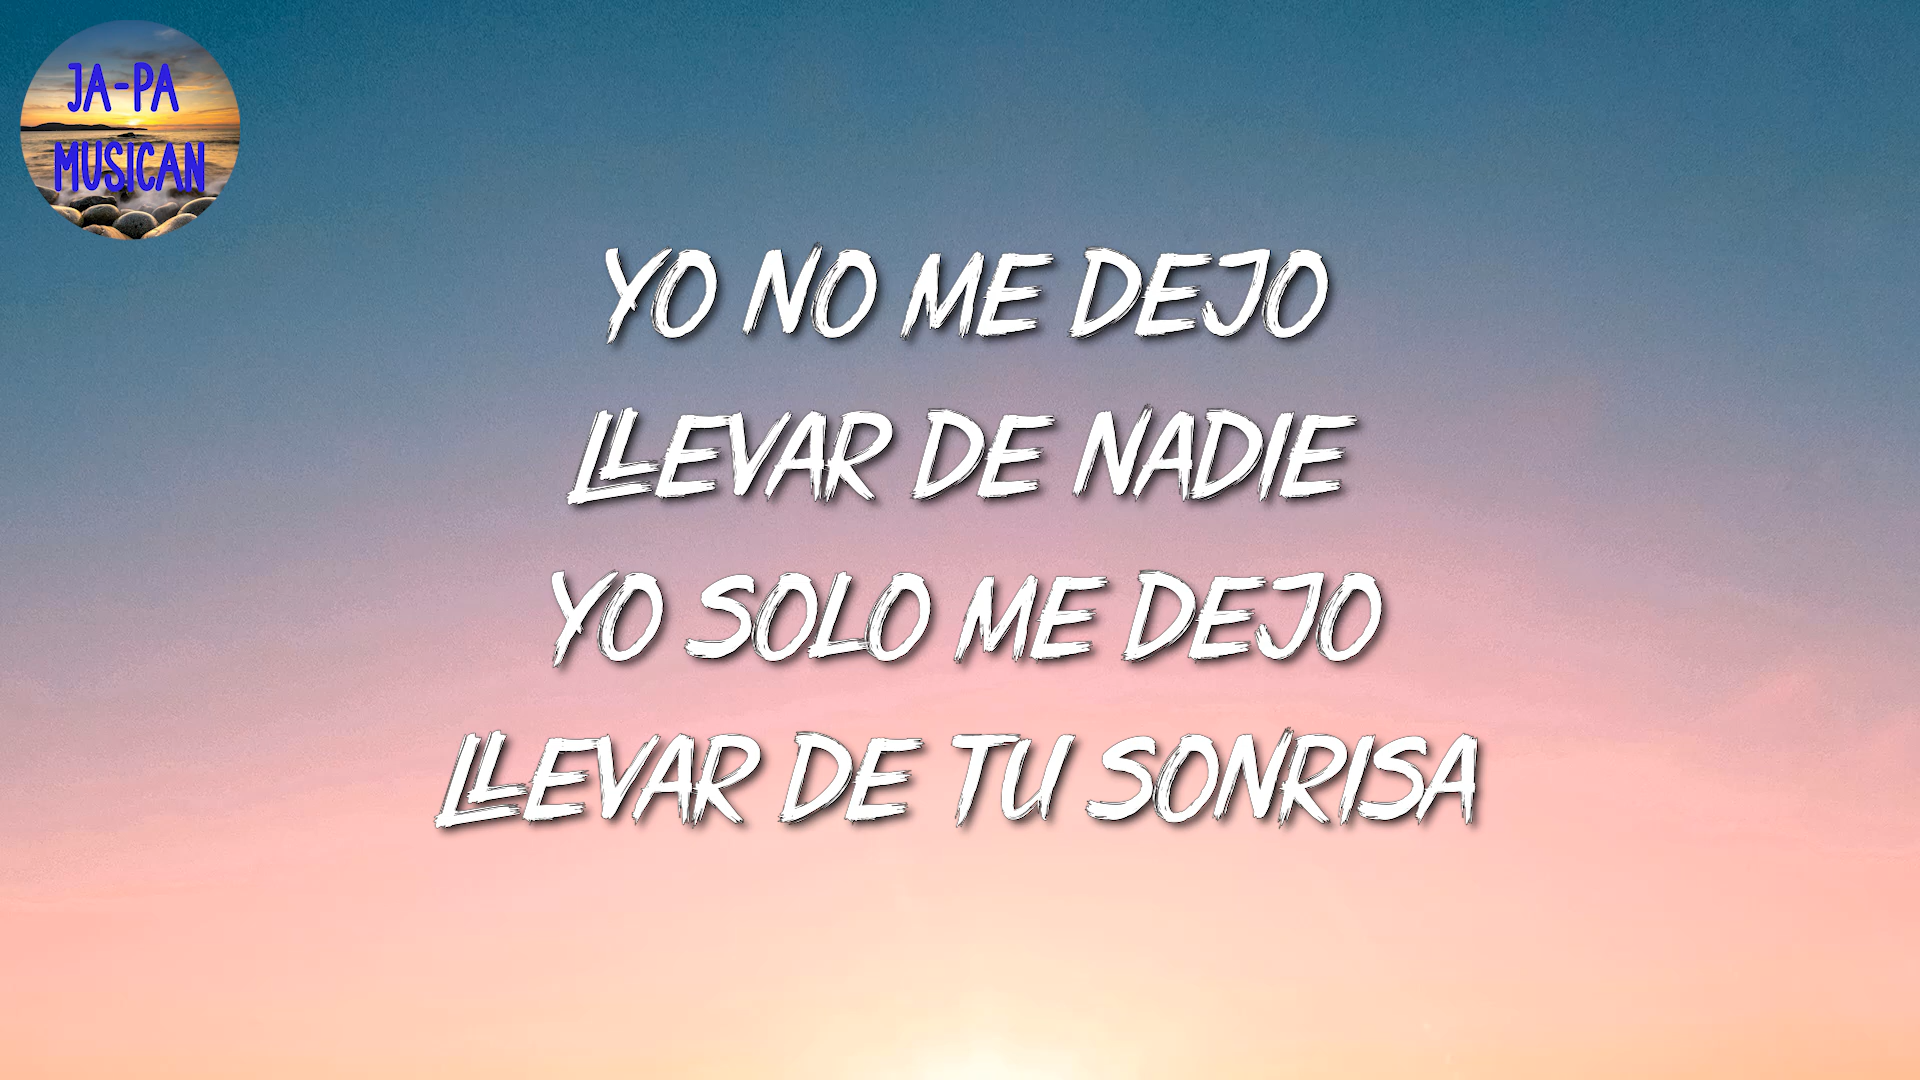 JA-PA
MUSICAN
YO NO ME DEJO
LLEVAR DE NADIE
YO SOLO ME DEJO
LLEVAR DE TU SONRISA